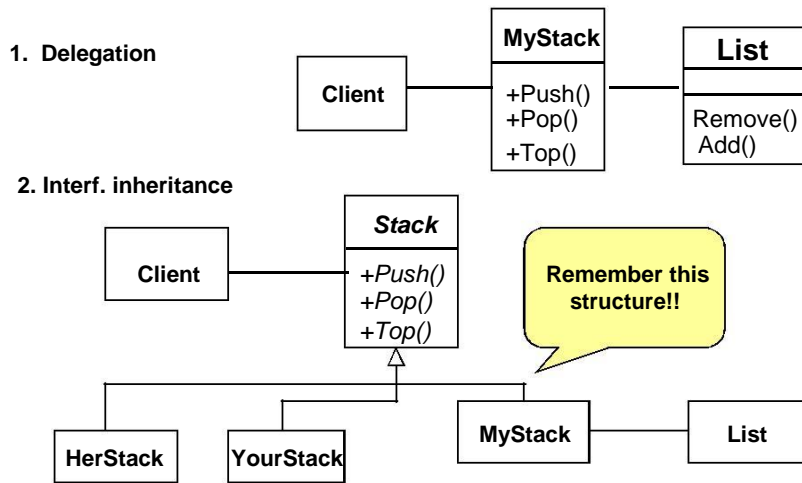 1. Delegation
Client
MyStack
+Push()
+Pop()
+Top()
List
Remove()
Add()
2. Interf. inheritance
Client
Stack
+Push()
+Pop()
+Top()
Remember this
structure!!
HerStack
YourStack
MyStack
List